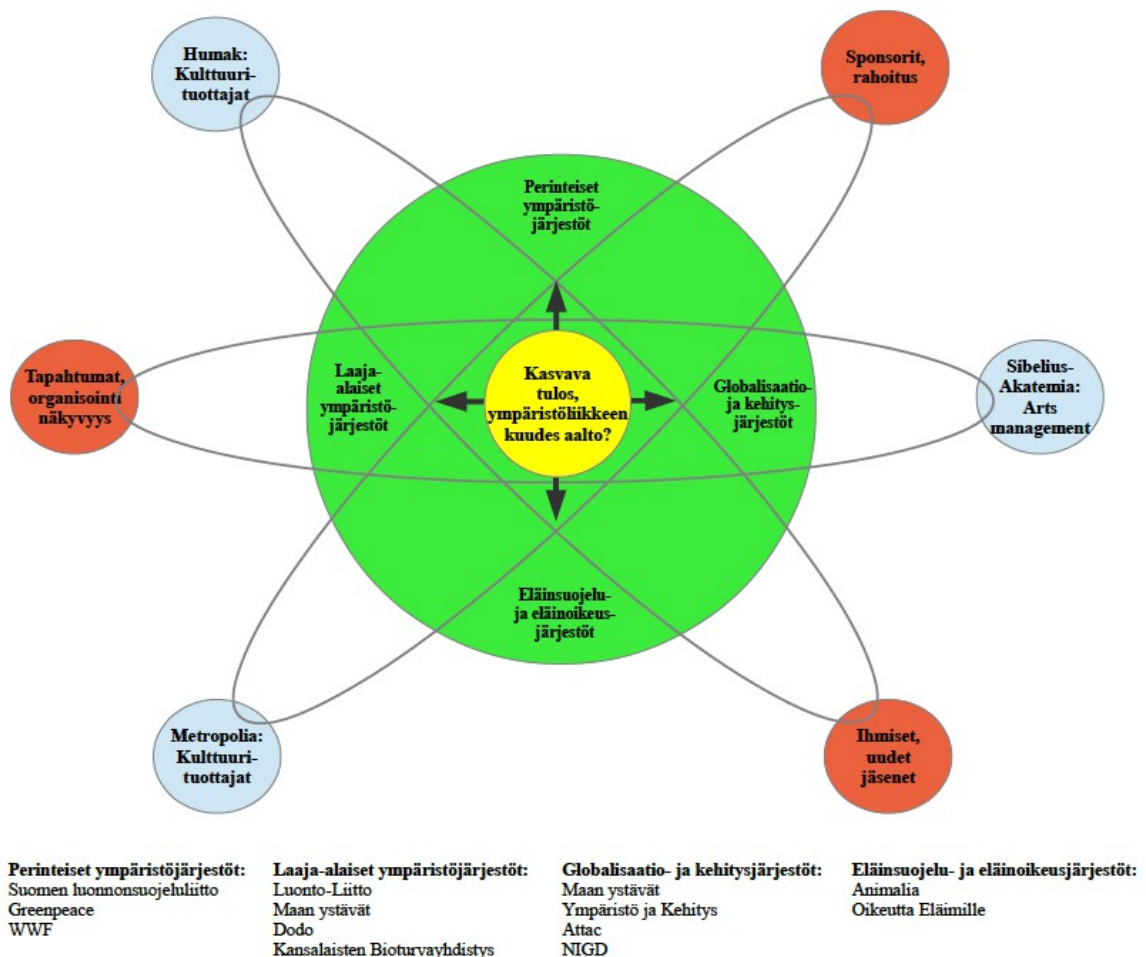 Humak:
Kulttuuri-
tuottajat
Sponsorit,
rahoitus
Perinteiset
ympäristö-
järjestöt
Tapahtumat,
organisointi
näkyvyys
Laaja-
alaiset
ympäristö-
järjestöt
Kasvava
tulos,
ympäristöliikkeen
kuudes aalto?
Globalisaatio-
ja kehitys-
järjestöt
Sibelius-
Akatemia:
Arts
management
Eläinsuojelu-
ja eläinoikeus-
järjestöt
Metropolia:
Kulttuuri-
tuottajat
Ihmiset,
uudet
jäsenet
Perinteiset ympäristöjärjestöt:
Suomen luonnonsuojeluliitto
Greenpeace
WWF
Laaja-alaiset ympäristöjärjestöt:
Luonto-Liitto
Maan ystävät
Dodo
Kansalaisten Bioturvayhdistys
Globalisaatio- ja kehitysjärjestöt:
Maan ystävät
Ympäristö ja Kehitys
Attac
NIGD
Eläinsuojelu- ja eläinoikeusjärjestöt:
Animalia
Oikeutta Eläimille